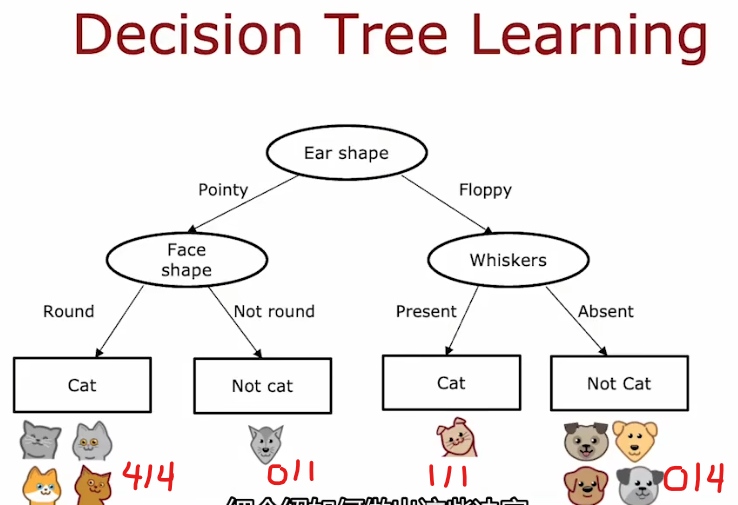 Decision Tree Learning
Ear shape
Pointy
Floppy
Face
shape
Whiskers
Round
Not round
Present
Absent
Cat
Not cat
Cat
Not Cat
4/4
0/1
1/1
0/4